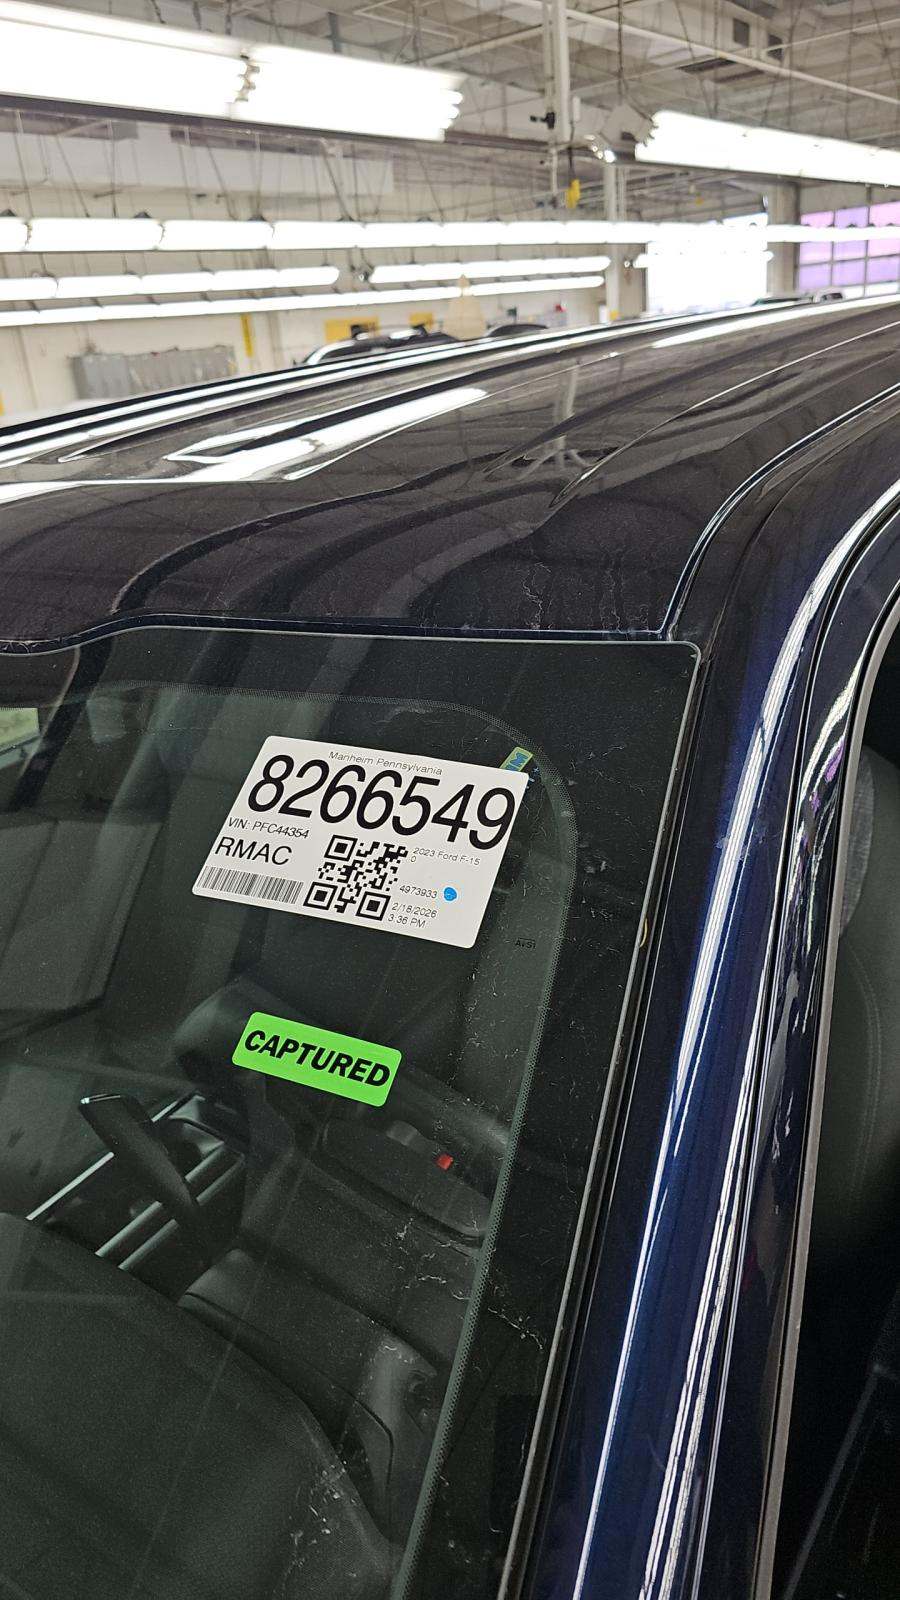 Manheim Pennsylvania
8266549
VIN: PFC44354
RMAC
2023 Ford F-15
0
4973933
2/18/2026
3:36 PM
CAPTURED